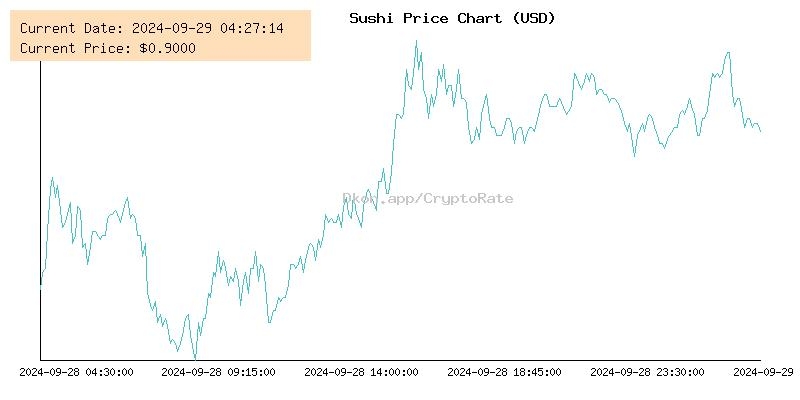 Sushi Price Chart (USD)
Current Date: 2024-09-29 04:27:14
Current Price: $0.9000
Dkon.app/CryptoRate
2024-09-28 04:30:00
2024-09-28 09:15:00
2024-09-28 14:00:00
2024-09-28 18:45:00
2024-09-28 23:30:00
2024-09-29